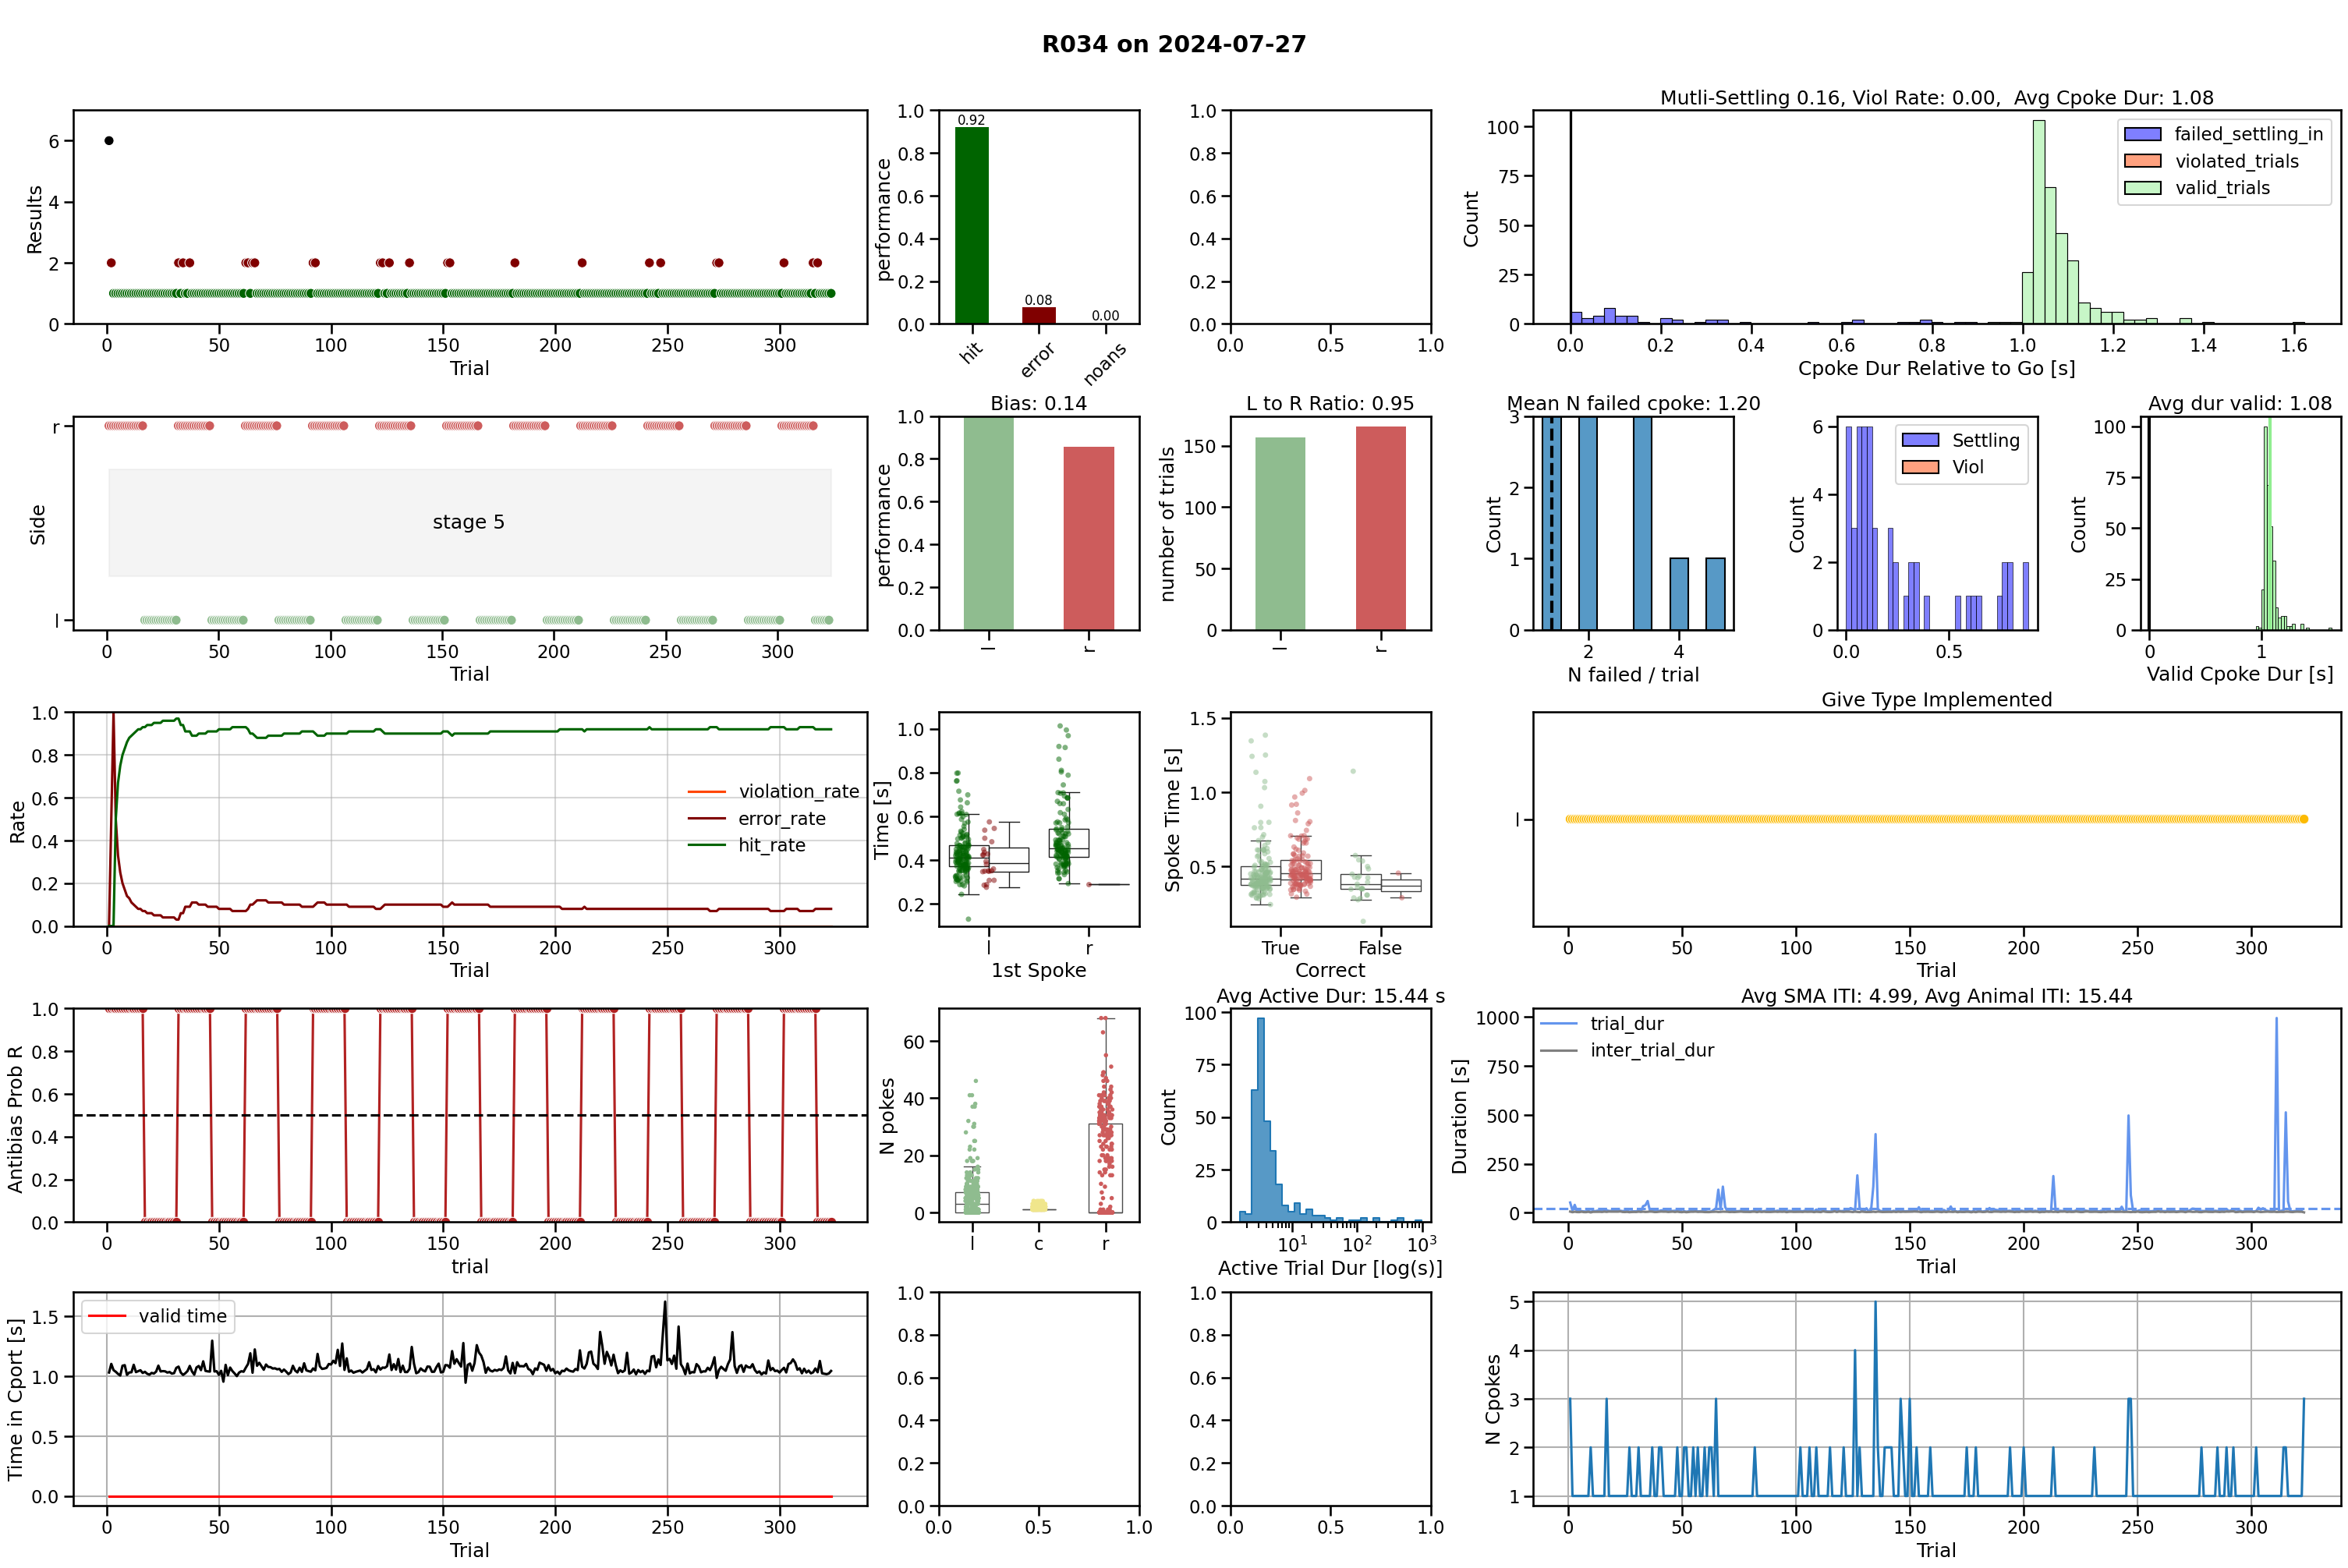 R034 on 2024-07-27
Results
6
4
2
0
0 50 100 150 200 250 300
Trial
performance
1.0
0.8
0.6
0.4
0.2
0.0
0.92
0.08
0.00
hit
error
noans
1.0
0.8
0.6
0.4
0.2
0.0
0.0 0.5 1.0
Mutli-Settling 0.16, Viol Rate: 0.00, Avg Cpoke Dur: 1.08
Count
100
75
50
25
0
failed_settling_in
violated_trials
valid_trials
0.0 0.2 0.4 0.6 0.8 1.0 1.2 1.4 1.6
Cpoke Dur Relative to Go [s]
Side
r
l
stage 5
0 50 100 150 200 250 300
Trial
Bias: 0.14
performance
1.0
0.8
0.6
0.4
0.2
0.0
l
r
L to R Ratio: 0.95
number of trials
150
100
50
0
l
r
Mean N failed cpoke: 1.20
Count
3
2
1
0
2 4
N failed / trial
Count
6
4
2
0
Settling
Viol
0.0 0.5
Avg dur valid: 1.08
Count
100
75
50
25
0
0 1
Valid Cpoke Dur [s]
Rate
1.0
0.8
0.6
0.4
0.2
0.0
violation_rate
error_rate
hit_rate
0 50 100 150 200 250 300
Trial
Time [s]
1.0
0.8
0.6
0.4
0.2
l r
1st Spoke
Spoke Time [s]
1.5
1.0
0.5
True False
Correct
Give Type Implemented
l
0 50 100 150 200 250 300
Trial
Antibias Prob R
1.0
0.8
0.6
0.4
0.2
0.0
0 50 100 150 200 250 300
trial
N pokes
60
40
20
0
l c r
Avg Active Dur: 15.44 s
Count
100
75
50
25
0
10¹ 10² 10³
Active Trial Dur [log(s)]
Avg SMA ITI: 4.99, Avg Animal ITI: 15.44
Duration [s]
1000
750
500
250
0
trial_dur
inter_trial_dur
0 50 100 150 200 250 300
Trial
Time in Cport [s]
1.5
1.0
0.5
0.0
valid time
0 50 100 150 200 250 300
Trial
1.0
0.8
0.6
0.4
0.2
0.0
0.0 0.5 1.0
1.0
0.8
0.6
0.4
0.2
0.0
0.0 0.5 1.0
N Cpokes
5
4
3
2
1
0 50 100 150 200 250 300
Trial